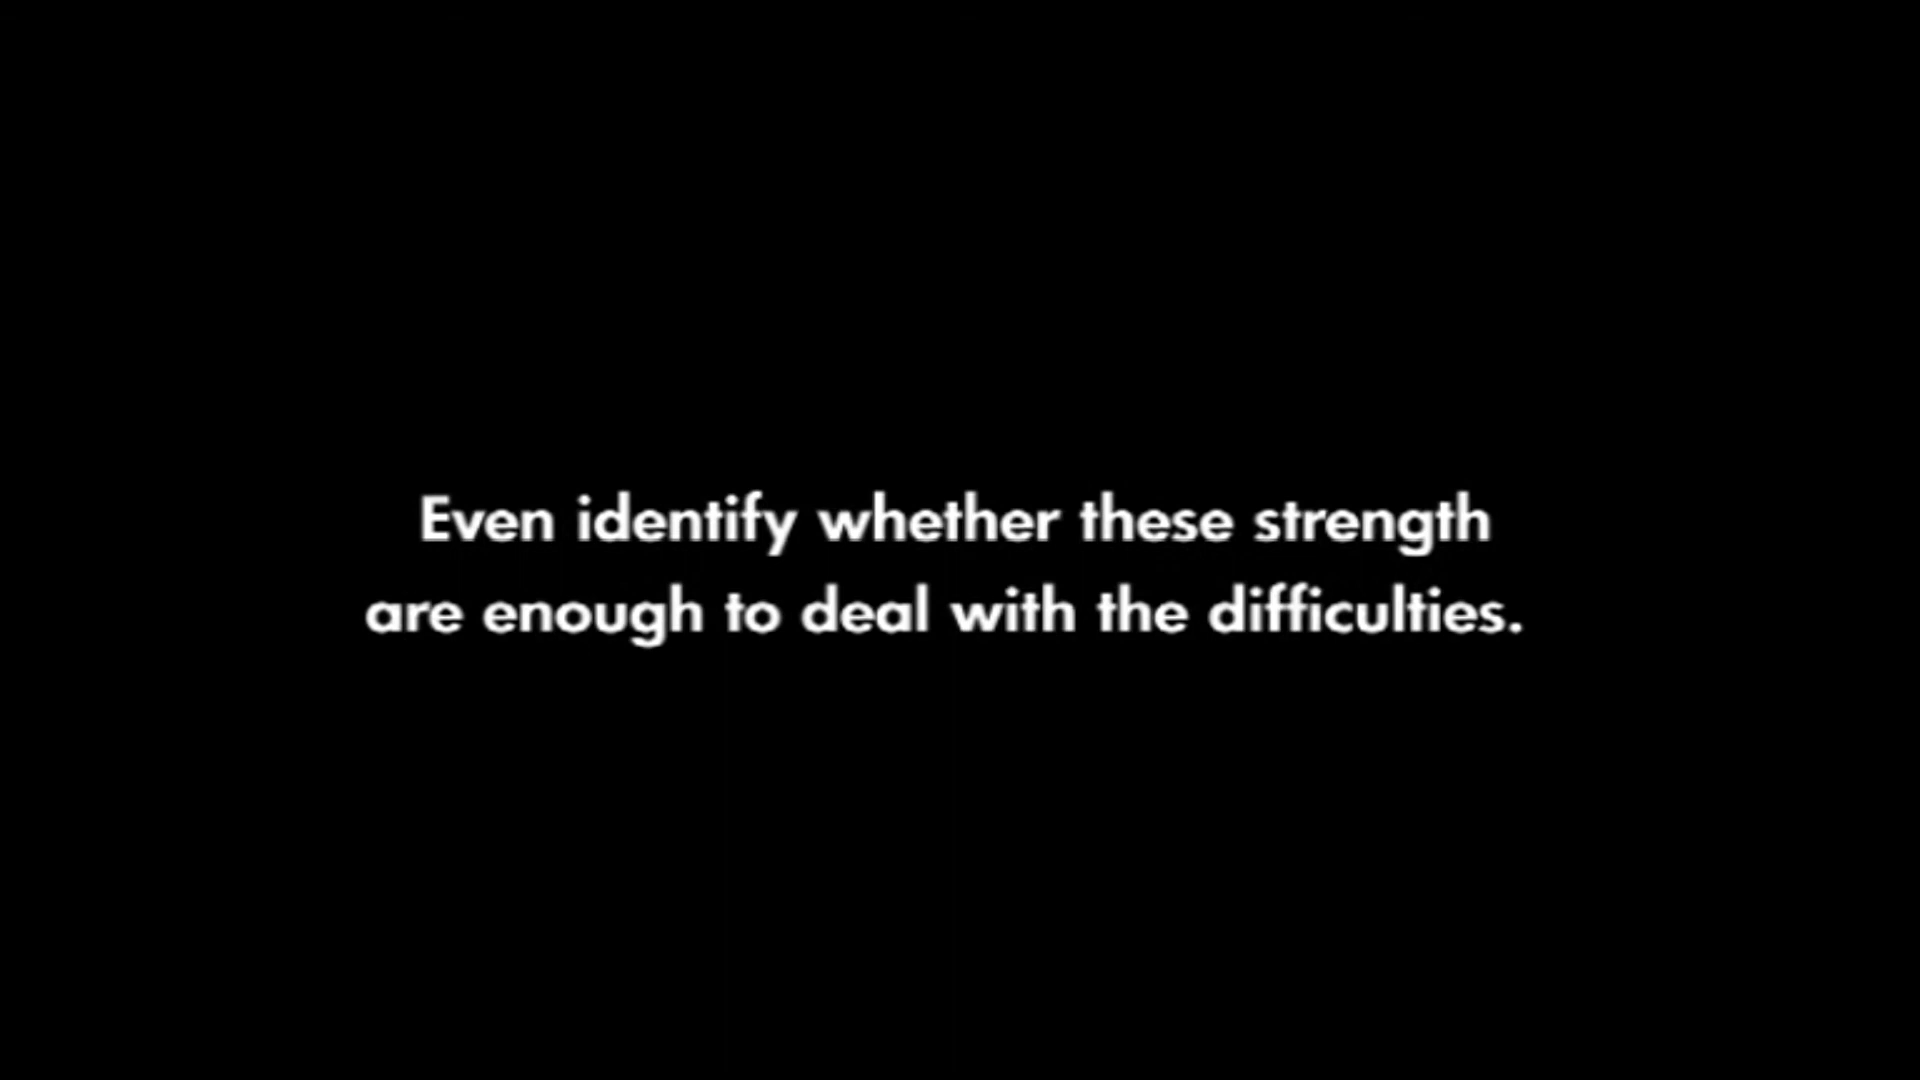 Even identify whether these strength
are enough to deal with the difficulties.